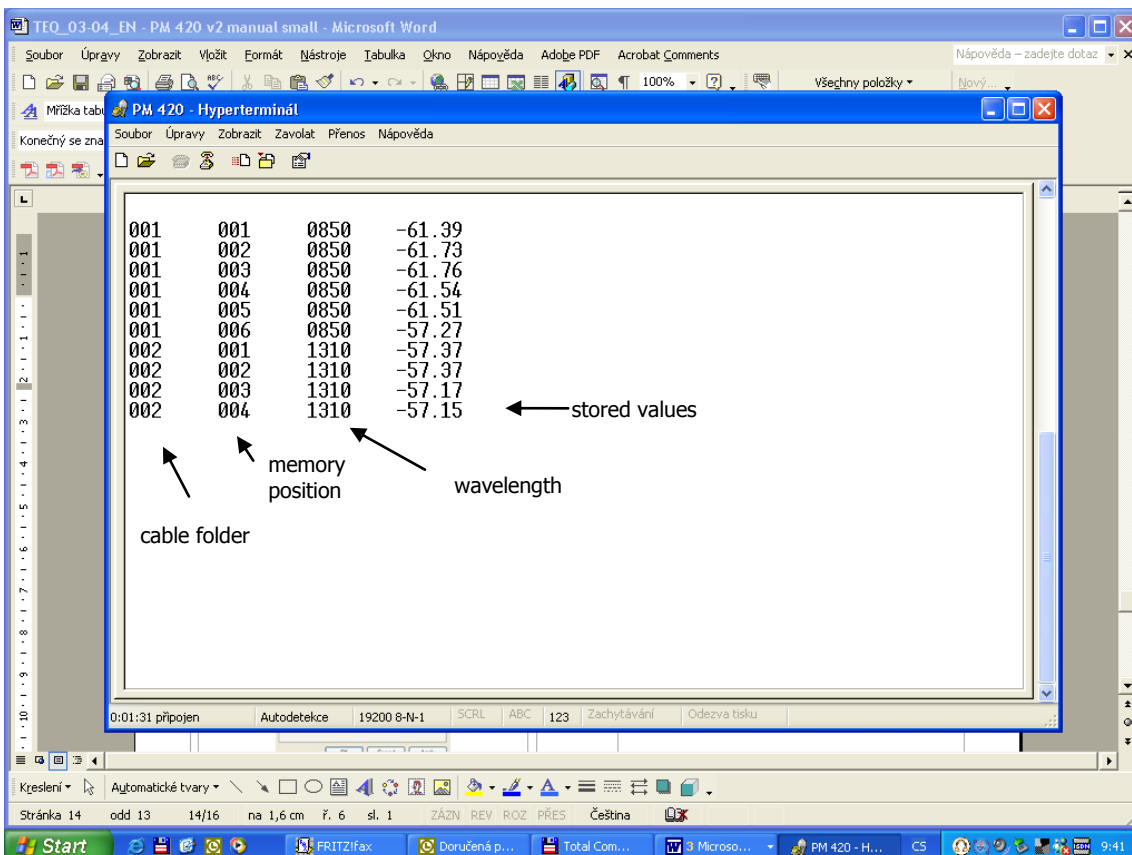 TEQ_03-04_EN - PM 420 v2 manual small - Microsoft Word
Soubor Úpravy Zobrazit Vložit Formát Nástroje Tabulka Okno Nápověda Adobe PDF Acrobat Comments Nápověda – zadejte dotaz
100% Všechny položky Nový...
Mřížka tabu
Konečný se zna
PM 420 - Hyperterminál
Soubor Úpravy Zobrazit Zavolat Přenos Nápověda
001 001 0850 -61.39
001 002 0850 -61.73
001 003 0850 -61.76
001 004 0850 -61.54
001 005 0850 -61.51
001 006 0850 -57.27
002 001 1310 -57.37
002 002 1310 -57.37
002 003 1310 -57.17
002 004 1310 -57.15
stored values
memory
position
wavelength
cable folder
0:01:31 připojen Autodetekce 19200 8-N-1 SCRL ABC 123 Zachytávání Odezva tisku
Kreslení Automatické tvary
Stránka 14 odd 13 14/16 na 1,6 cm ř. 6 sl. 1 ZÁZN REV ROZ PŘES Čeština
Start FRITZ!fax Doručená p... Total Com... 3 Microso... PM 420 - H... CS 9:41